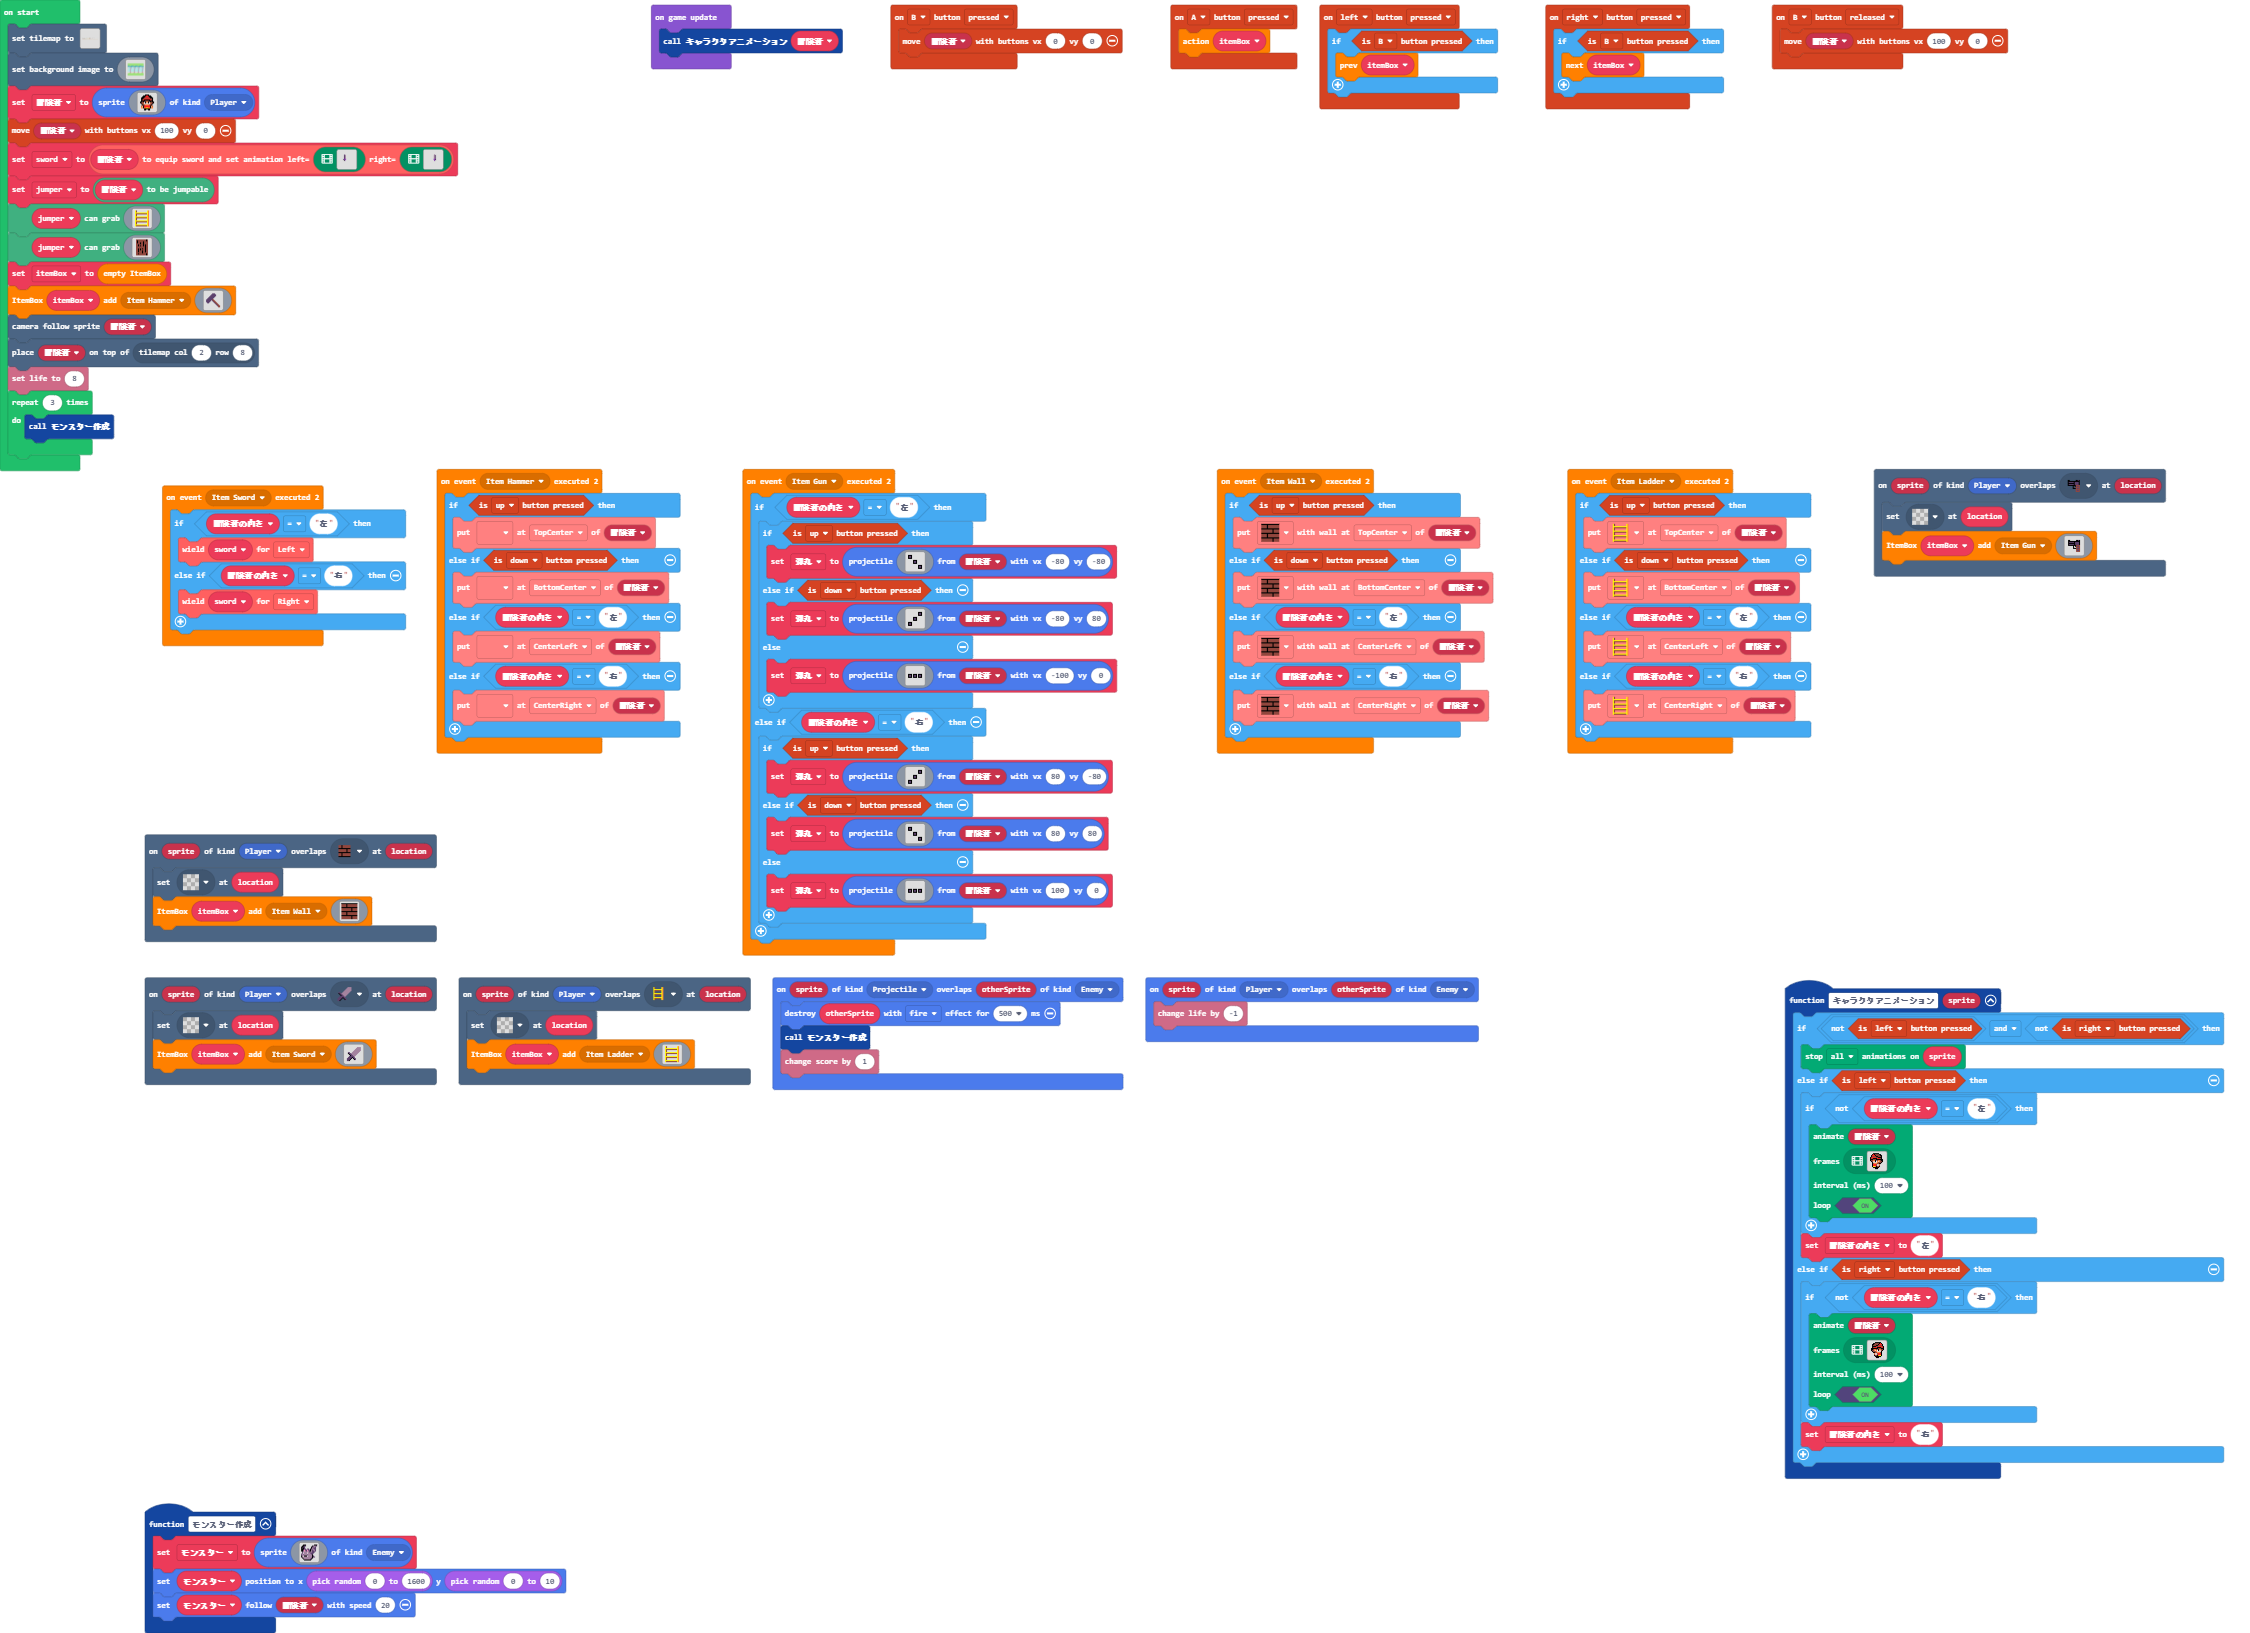 on start
set tilemap to
set background image to
set 冒険者 to sprite of kind Player
move 冒険者 with buttons vx 100 vy 0
set sword to 冒険者 to equip sword and set animation left= right=
set jumper to 冒険者 to be jumpable
jumper can grab
jumper can grab
set itemBox to empty ItemBox
ItemBox itemBox add Item Hammer
camera follow sprite 冒険者
place 冒険者 on top of tilemap col 2 row 8
set life to 8
repeat 3 times
do call モンスター作成
on game update
call キャラクタアニメーション 冒険者
on B button pressed
move 冒険者 with buttons vx 0 vy 0
on A button pressed
action itemBox
on left button pressed
if is B button pressed then
prev itemBox
on right button pressed
if is B button pressed then
next itemBox
on B button released
move 冒険者 with buttons vx 100 vy 0
on event Item Sword executed 2
if 冒険者の向き = "左" then
wield sword for Left
else if 冒険者の向き = "右" then
wield sword for Right
on event Item Hammer executed 2
if is up button pressed then
put at TopCenter of 冒険者
else if is down button pressed then
put at BottomCenter of 冒険者
else if 冒険者の向き = "左" then
put at CenterLeft of 冒険者
else if 冒険者の向き = "右" then
put at CenterRight of 冒険者
on event Item Gun executed 2
if 冒険者の向き = "左" then
if is up button pressed then
set 弾丸 to projectile from 冒険者 with vx -80 vy -80
else if is down button pressed then
set 弾丸 to projectile from 冒険者 with vx -80 vy 80
else
set 弾丸 to projectile from 冒険者 with vx -100 vy 0
else if 冒険者の向き = "右" then
if is up button pressed then
set 弾丸 to projectile from 冒険者 with vx 80 vy -80
else if is down button pressed then
set 弾丸 to projectile from 冒険者 with vx 80 vy 80
else
set 弾丸 to projectile from 冒険者 with vx 100 vy 0
on event Item Wall executed 2
if is up button pressed then
put with wall at TopCenter of 冒険者
else if is down button pressed then
put with wall at BottomCenter of 冒険者
else if 冒険者の向き = "左" then
put with wall at CenterLeft of 冒険者
else if 冒険者の向き = "右" then
put with wall at CenterRight of 冒険者
on event Item Ladder executed 2
if is up button pressed then
put at TopCenter of 冒険者
else if is down button pressed then
put at BottomCenter of 冒険者
else if 冒険者の向き = "左" then
put at CenterLeft of 冒険者
else if 冒険者の向き = "右" then
put at CenterRight of 冒険者
on sprite of kind Player overlaps at location
set at location
ItemBox itemBox add Item Gun
on sprite of kind Player overlaps at location
set at location
ItemBox itemBox add Item Wall
on sprite of kind Player overlaps at location
set at location
ItemBox itemBox add Item Sword
on sprite of kind Player overlaps at location
set at location
ItemBox itemBox add Item Ladder
on sprite of kind Projectile overlaps otherSprite of kind Enemy
destroy otherSprite with fire effect for 500 ms
call モンスター作成
change score by 1
on sprite of kind Player overlaps otherSprite of kind Enemy
change life by -1
function キャラクタアニメーション sprite
if not is left button pressed and not is right button pressed then
stop all animations on sprite
else if is left button pressed then
if not 冒険者の向き = "左" then
animate 冒険者
frames
interval (ms) 100
loop ON
set 冒険者の向き to "左"
else if is right button pressed then
if not 冒険者の向き = "右" then
animate 冒険者
frames
interval (ms) 100
loop ON
set 冒険者の向き to "右"
function モンスター作成
set モンスター to sprite of kind Enemy
set モンスター position to x pick random 0 to 1600 y pick random 0 to 10
set モンスター follow 冒険者 with speed 20